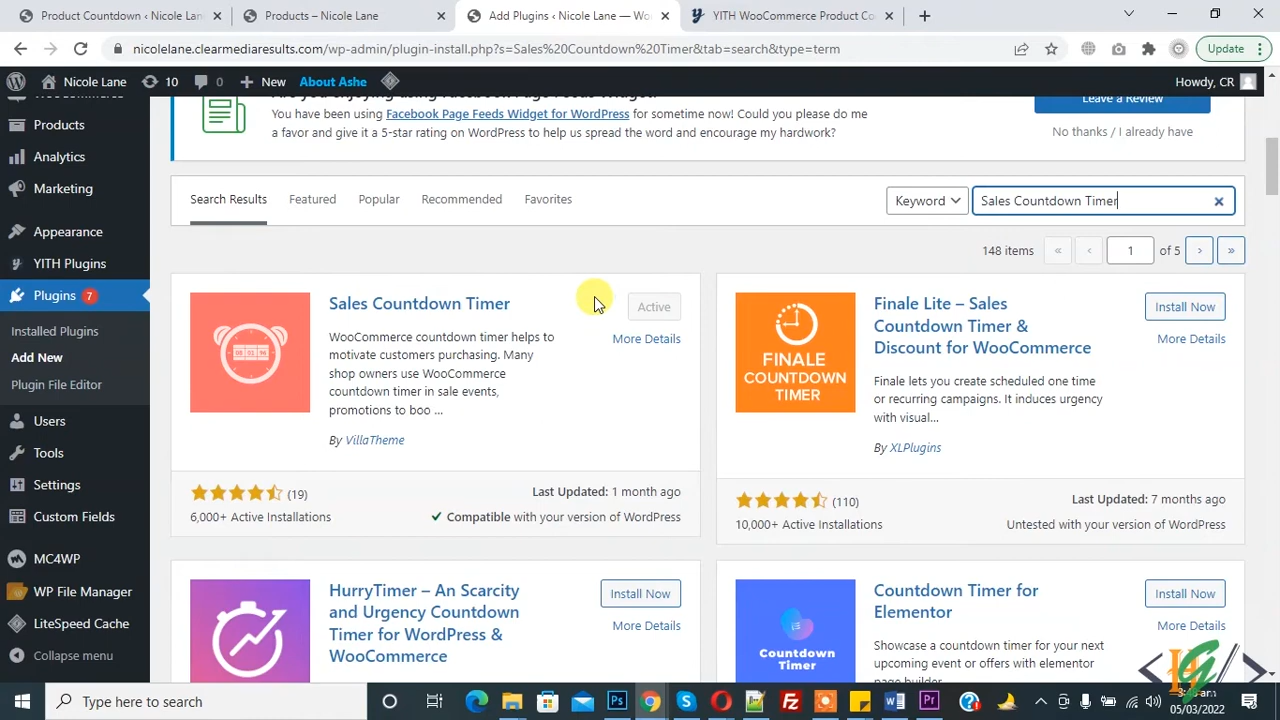 Product Countdown ‹ Nicole Lane
Products – Nicole Lane
Add Plugins ‹ Nicole Lane — Wo
YITH WooCommerce Product Co
nicolelane.clearmediaresults.com/wp-admin/plugin-install.php?s=Sales%20Countdown%20Timer&tab=search&type=term
Update
Nicole Lane
10
0
New
About Ashe
Howdy, CR
You have been using Facebook Page Feeds Widget for WordPress for sometime now! Could you please do me
a favor and give it a 5-star rating on WordPress to help us spread the word and encourage my hardwork?
Leave a Review
No thanks / I already have
Products
Analytics
Marketing
Appearance
YITH Plugins
Plugins 7
Installed Plugins
Add New
Plugin File Editor
Users
Tools
Settings
Custom Fields
MC4WP
WP File Manager
LiteSpeed Cache
Collapse menu
Search Results
Featured
Popular
Recommended
Favorites
Keyword
Sales Countdown Timer
148 items
«
‹
1
of 5
›
»
Sales Countdown Timer
Active
More Details
WooCommerce countdown timer helps to
motivate customers purchasing. Many
shop owners use WooCommerce
countdown timer in sale events,
promotions to boo ...
By VillaTheme
(19)
Last Updated: 1 month ago
6,000+ Active Installations
Compatible with your version of WordPress
FINALE
COUNTDOWN
TIMER
Finale Lite – Sales
Countdown Timer &
Discount for WooCommerce
Install Now
More Details
Finale lets you create scheduled one time
or recurring campaigns. It induces urgency
with visual...
By XLPlugins
(110)
Last Updated: 7 months ago
10,000+ Active Installations
Untested with your version of WordPress
HurryTimer – An Scarcity
and Urgency Countdown
Timer for WordPress &
WooCommerce
Install Now
More Details
Countdown
Timer
Countdown Timer for
Elementor
Install Now
More Details
Showcase a countdown timer for your next
upcoming event or offers with elementor
page builder.
Type here to search
05/03/2022